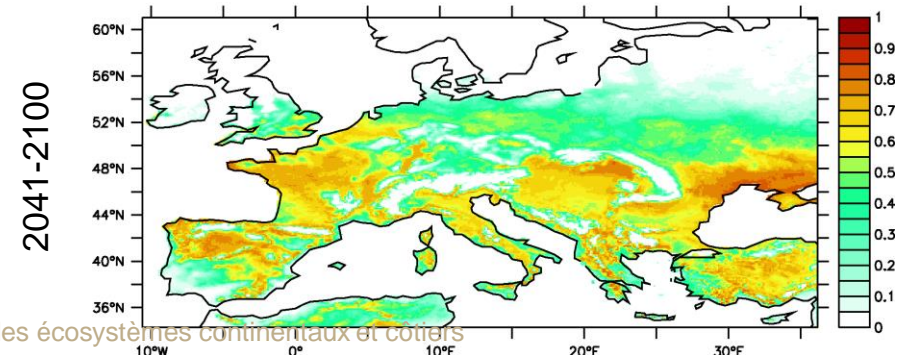 2041-2100
60°N
56°N
52°N
48°N
44°N
40°N
36°N
10°W 0° 10°E 20°E 30°E
1
0.9
0.8
0.7
0.6
0.5
0.4
0.3
0.2
0.1
0
es écosystèmes continentaux et côtiers